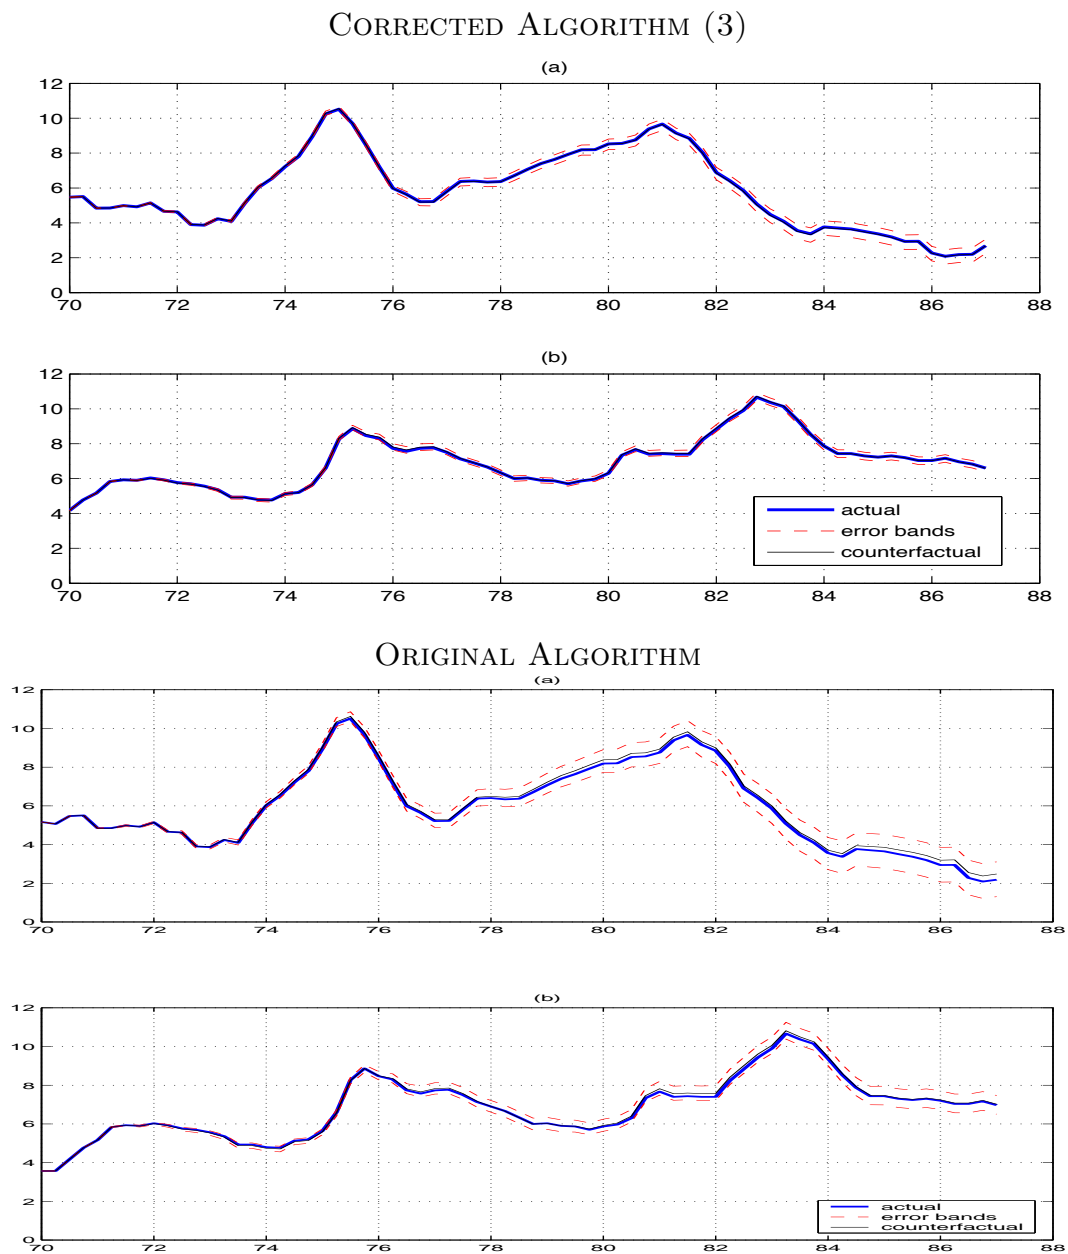 CORRECTED ALGORITHM (3)
(a)
12
10
8
6
4
2
0
70 72 74 76 78 80 82 84 86 88
(b)
12
10
8
6
4
2
0
actual
error bands
counterfactual
70 72 74 76 78 80 82 84 86 88
ORIGINAL ALGORITHM
(a)
12
10
8
6
4
2
0
70 72 74 76 78 80 82 84 86 88
(b)
12
10
8
6
4
2
0
actual
error bands
counterfactual
70 72 74 76 78 80 82 84 86 88